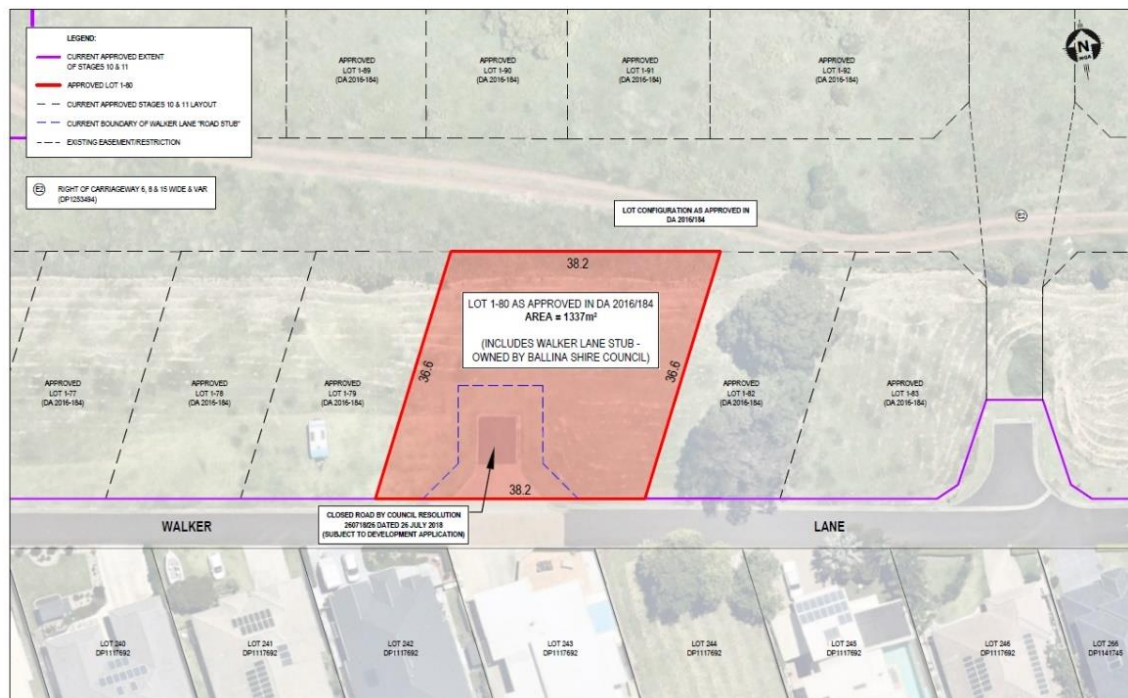 LEGEND:
CURRENT APPROVED EXTENT
OF STAGES 10 & 11
APPROVED LOT 1-80
CURRENT APPROVED STAGES 10 & 11 LAYOUT
CURRENT BOUNDARY OF WALKER LANE "ROAD STUB"
EXISTING EASEMENT/RESTRICTION
E2
RIGHT OF CARRIAGEWAY 6, 8 & 15 WIDE & VAR
(DP1253494)
APPROVED
LOT 1-89
(DA 2016-184)
APPROVED
LOT 1-90
(DA 2016-184)
APPROVED
LOT 1-91
(DA 2016-184)
APPROVED
LOT 1-92
(DA 2016-184)
N
MGA
LOT CONFIGURATION AS APPROVED IN
DA 2016/184
E2
38.2
LOT 1-80 AS APPROVED IN DA 2016/184
AREA = 1337m²
(INCLUDES WALKER LANE STUB -
OWNED BY BALLINA SHIRE COUNCIL)
36.6
36.6
APPROVED
LOT 1-77
(DA 2016-184)
APPROVED
LOT 1-78
(DA 2016-184)
APPROVED
LOT 1-79
(DA 2016-184)
APPROVED
LOT 1-82
(DA 2016-184)
APPROVED
LOT 1-83
(DA 2016-184)
38.2
CLOSED ROAD BY COUNCIL RESOLUTION
260718/26 DATED 26 JULY 2018
(SUBJECT TO DEVELOPMENT APPLICATION)
WALKER
LANE
LOT 240
DP1117692
LOT 241
DP1117692
LOT 242
DP1117692
LOT 243
DP1117692
LOT 244
DP1117692
LOT 245
DP1117692
LOT 246
DP1117692
LOT 266
DP1141745